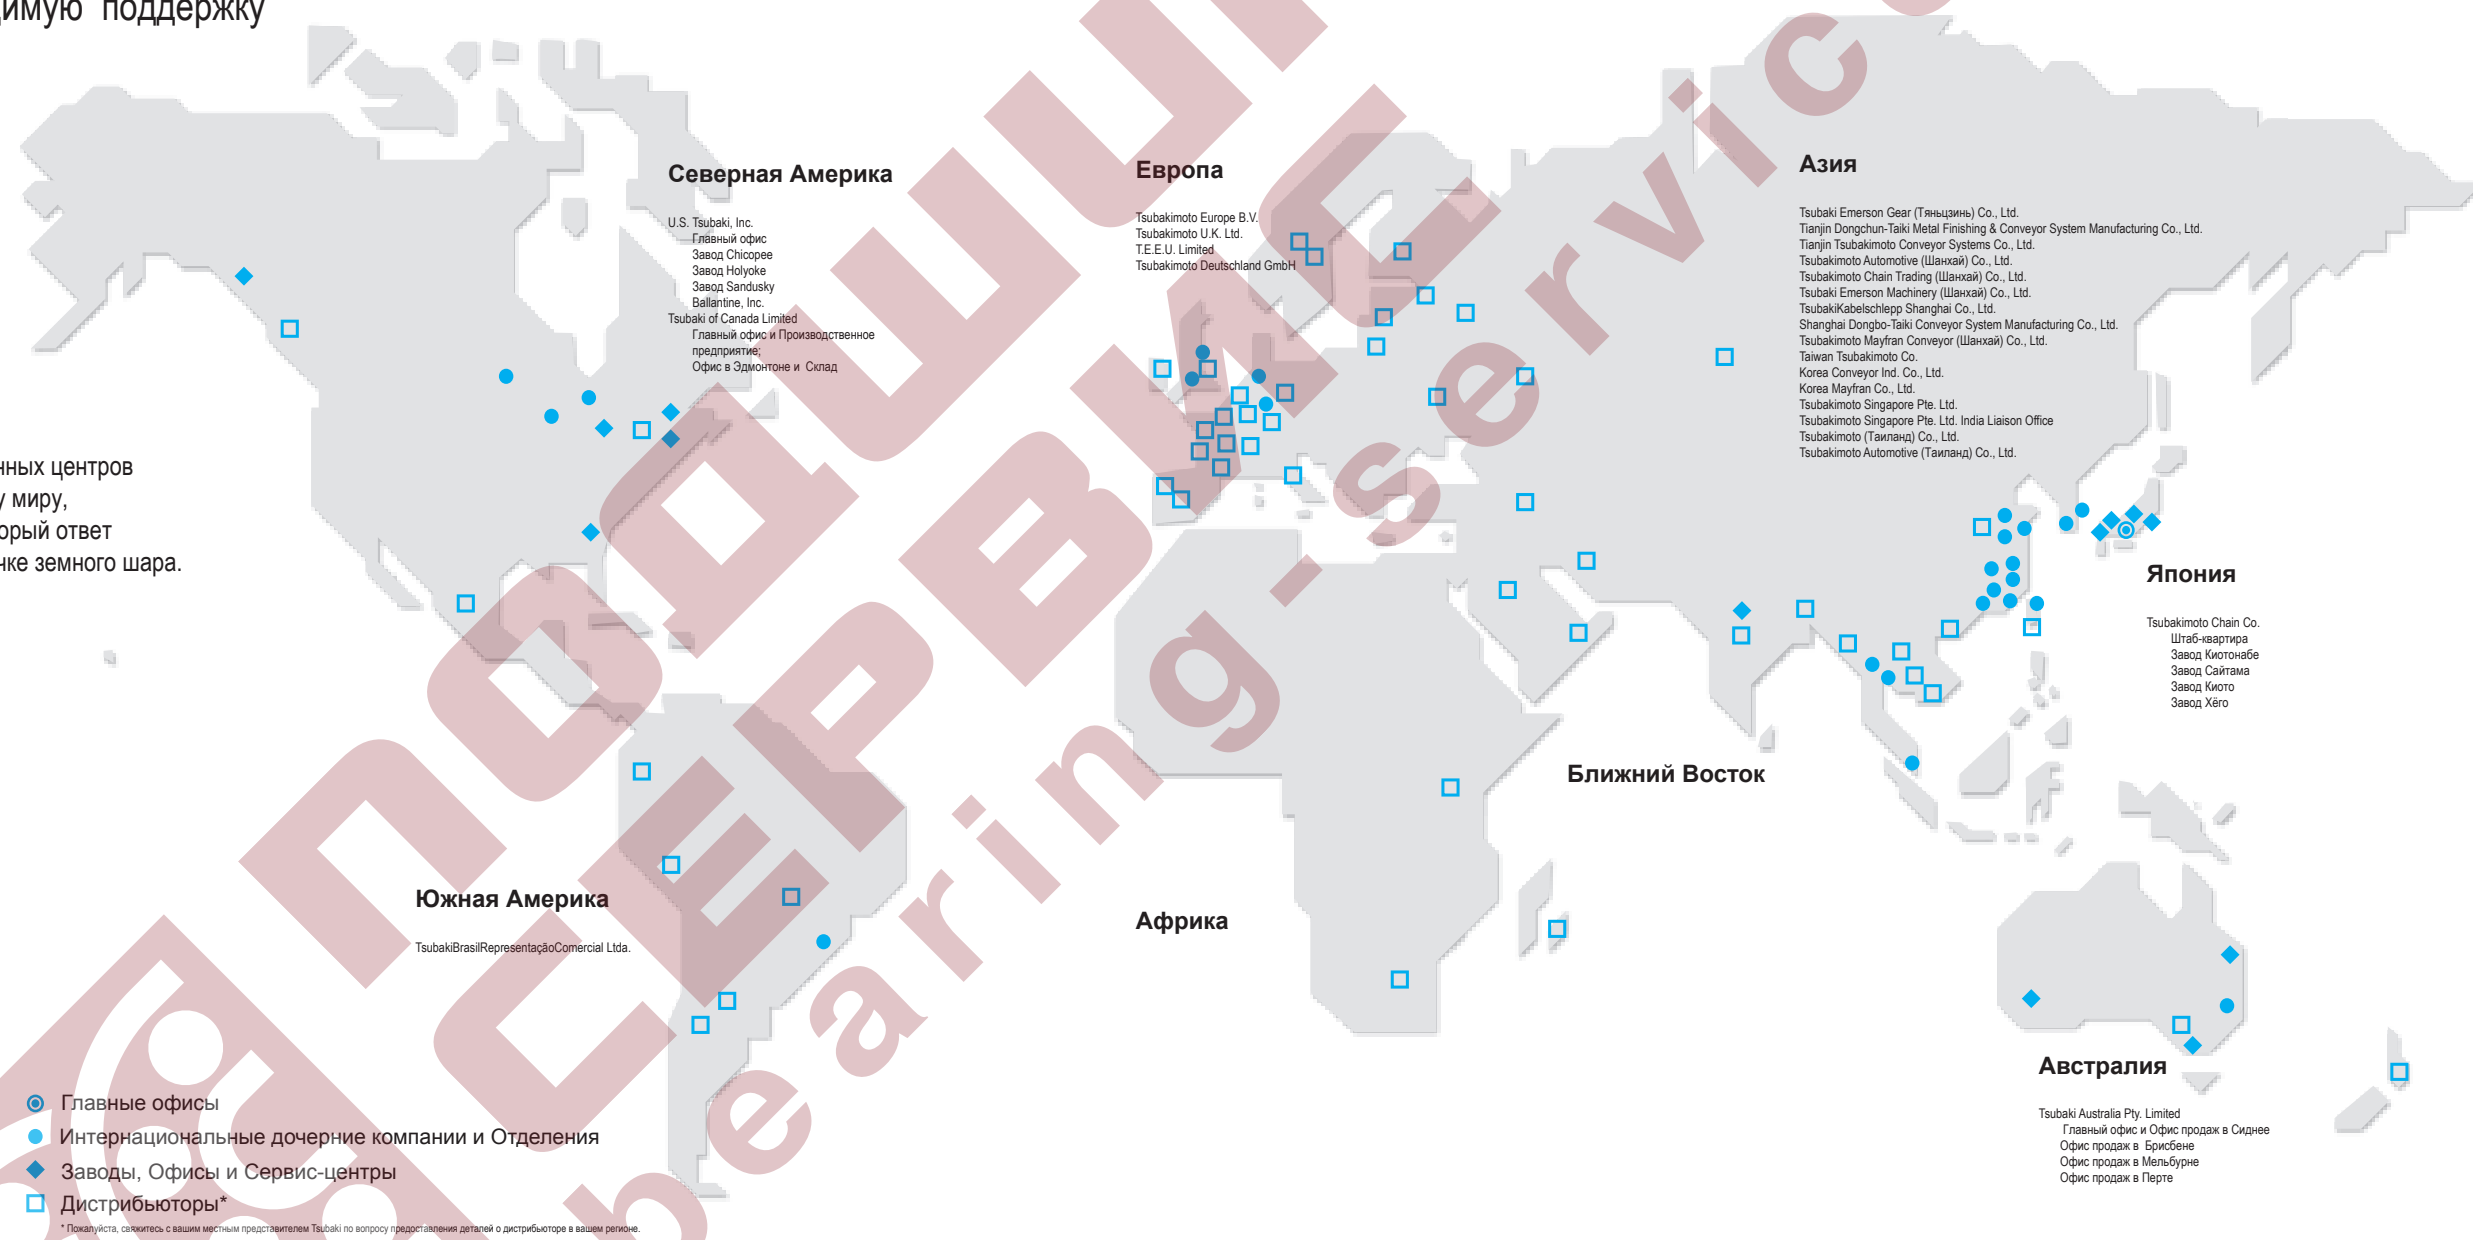 димую поддержку
нных центров
у миру,
орый ответ
чке земного шара.
Северная Америка
U.S. Tsubaki, Inc.
Главный офис
Завод Chicopee
Завод Holyoke
Завод Sandusky
Ballantine, Inc.
Tsubaki of Canada Limited
Главный офис и Производственное
предприятие;
Офис в Эдмонтоне и Склад
Европа
Tsubakimoto Europe B.V.
Tsubakimoto U.K. Ltd.
T.E.E.U. Limited
Tsubakimoto Deutschland GmbH
Азия
Tsubaki Emerson Gear (Тяньцзинь) Co., Ltd.
Tianjin Dongchun-Taiki Metal Finishing & Conveyor System Manufacturing Co., Ltd.
Tianjin Tsubakimoto Conveyor Systems Co., Ltd.
Tsubakimoto Automotive (Шанхай) Co., Ltd.
Tsubakimoto Chain Trading (Шанхай) Co., Ltd.
Tsubaki Emerson Machinery (Шанхай) Co., Ltd.
TsubakiKabelschlepp Shanghai Co., Ltd.
Shanghai Dongbo-Taiki Conveyor System Manufacturing Co., Ltd.
Tsubakimoto Mayfran Conveyor (Шанхай) Co., Ltd.
Taiwan Tsubakimoto Co.
Korea Conveyor Ind. Co., Ltd.
Korea Mayfran Co., Ltd.
Tsubakimoto Singapore Pte. Ltd.
Tsubakimoto Singapore Pte. Ltd. India Liaison Office
Tsubakimoto (Таиланд) Co., Ltd.
Tsubakimoto Automotive (Таиланд) Co., Ltd.
Япония
Tsubakimoto Chain Co.
Штаб-квартира
Завод Киотонабе
Завод Сайтама
Завод Киото
Завод Хёго
Ближний Восток
Южная Америка
TsubakiBrasilRepresentaçãoComercial Ltda.
Африка
Австралия
Tsubaki Australia Pty. Limited
Главный офис и Офис продаж в Сиднее
Офис продаж в Брисбене
Офис продаж в Мельбурне
Офис продаж в Перте
Главные офисы
Интернациональные дочерние компании и Отделения
Заводы, Офисы и Сервис-центры
Дистрибьюторы*
* Пожалуйста, свяжитесь с вашим местным представителем Tsubaki по вопросу предоставления деталей о дистрибьюторе в вашем регионе.
ПОДШИП
СЕРВИС
bearing-service